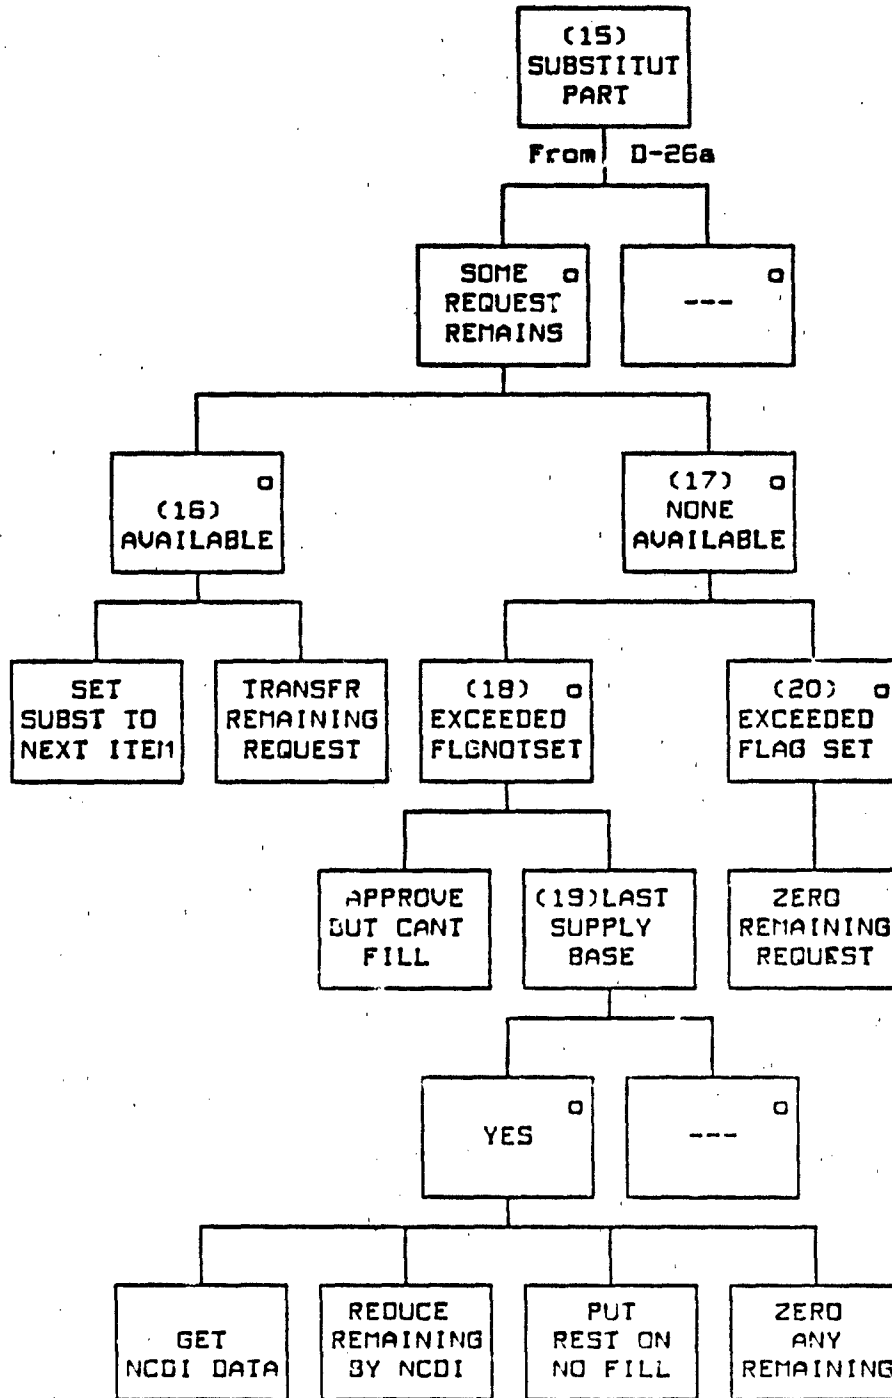 (15)
SUBSTITUT
PART
From D-26a
SOME
REQUEST
REMAINS
---
(16)
AVAILABLE
(17)
NONE
AVAILABLE
SET
SUBST TO
NEXT ITEM
TRANSFR
REMAINING
REQUEST
(18)
EXCEEDED
FLGNOTSET
(20)
EXCEEDED
FLAG SET
APPROVE
BUT CANT
FILL
(19)LAST
SUPPLY
BASE
ZERO
REMAINING
REQUEST
YES
---
GET
NCDI DATA
REDUCE
REMAINING
BY NCDI
PUT
REST ON
NO FILL
ZERO
ANY
REMAINING